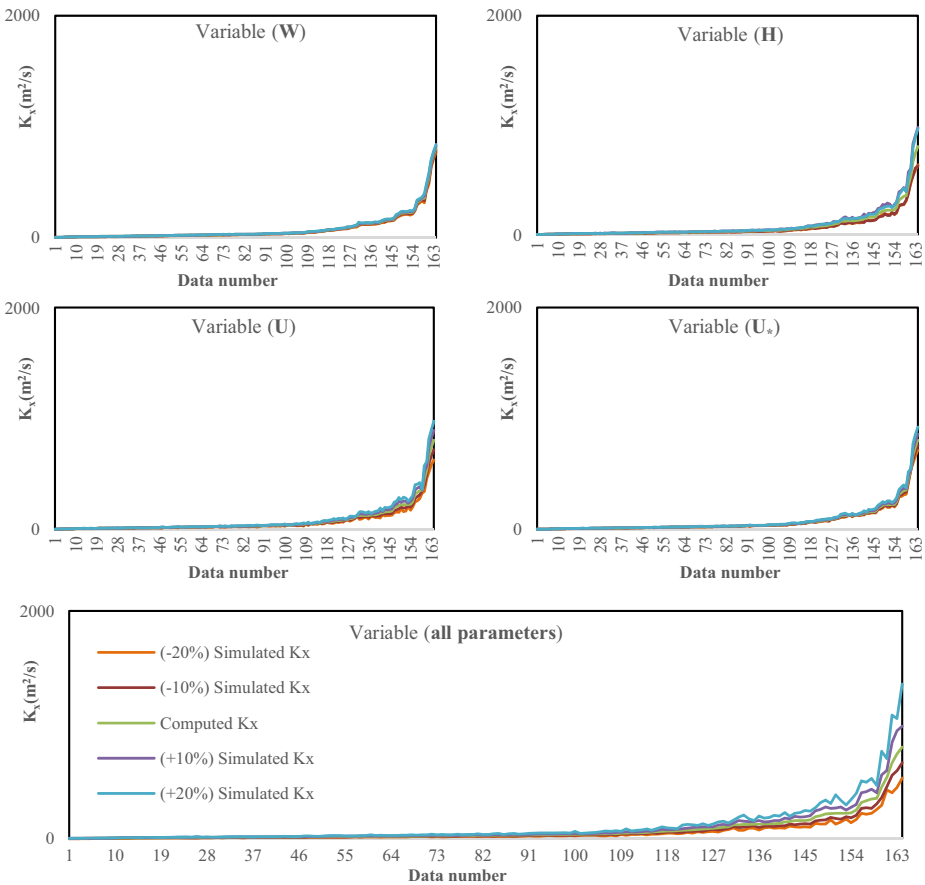 2000
Variable (W)
Kx(m²/s)
0
1 10 19 28 37 46 55 64 73 82 91 100 109 118 127 136 145 154 163
Data number
2000
Variable (H)
Kx(m²/s)
0
1 10 19 28 37 46 55 64 73 82 91 100 109 118 127 136 145 154 163
Data number
2000
Variable (U)
Kx(m²/s)
0
1 10 19 28 37 46 55 64 73 82 91 100 109 118 127 136 145 154 163
Data number
2000
Variable (U*)
Kx(m²/s)
0
1 10 19 28 37 46 55 64 73 82 91 100 109 118 127 136 145 154 163
Data number
2000
Variable (all parameters)
Kx(m²/s)
(-20%) Simulated Kx
(-10%) Simulated Kx
Computed Kx
(+10%) Simulated Kx
(+20%) Simulated Kx
0
1 10 19 28 37 46 55 64 73 82 91 100 109 118 127 136 145 154 163
Data number